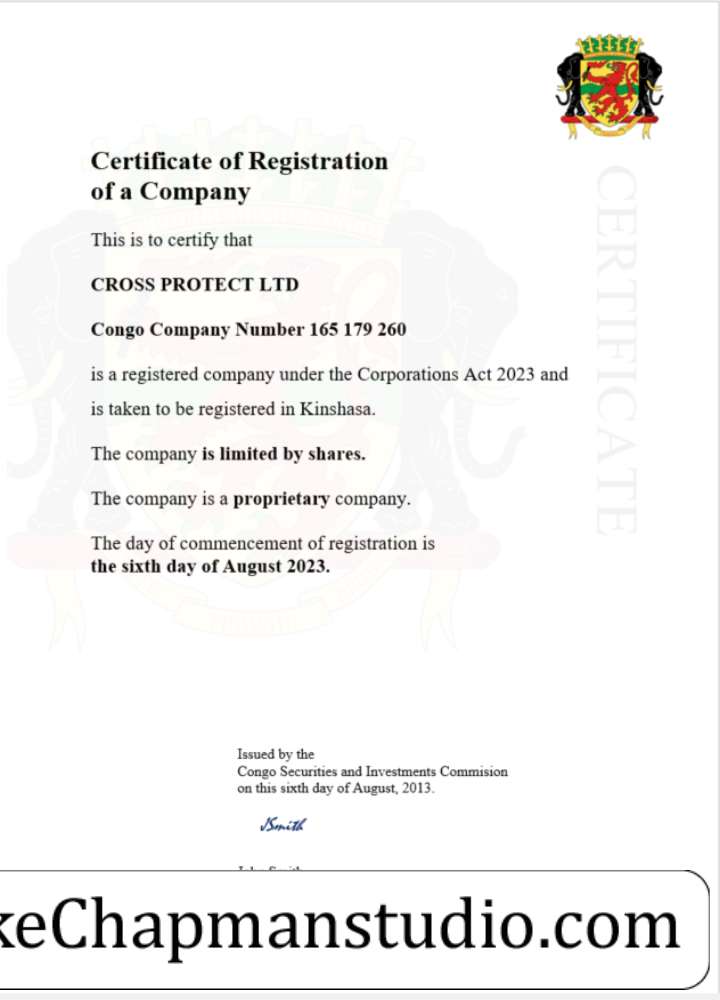 Certificate of Registration
of a Company
This is to certify that
CROSS PROTECT LTD
Congo Company Number 165 179 260
is a registered company under the Corporations Act 2023 and
is taken to be registered in Kinshasa.
The company is limited by shares.
The company is a proprietary company.
The day of commencement of registration is
the sixth day of August 2023.
CERTIFICATE
Issued by the
Congo Securities and Investments Commision
on this sixth day of August, 2013.
JSmith
keChapmanstudio.com